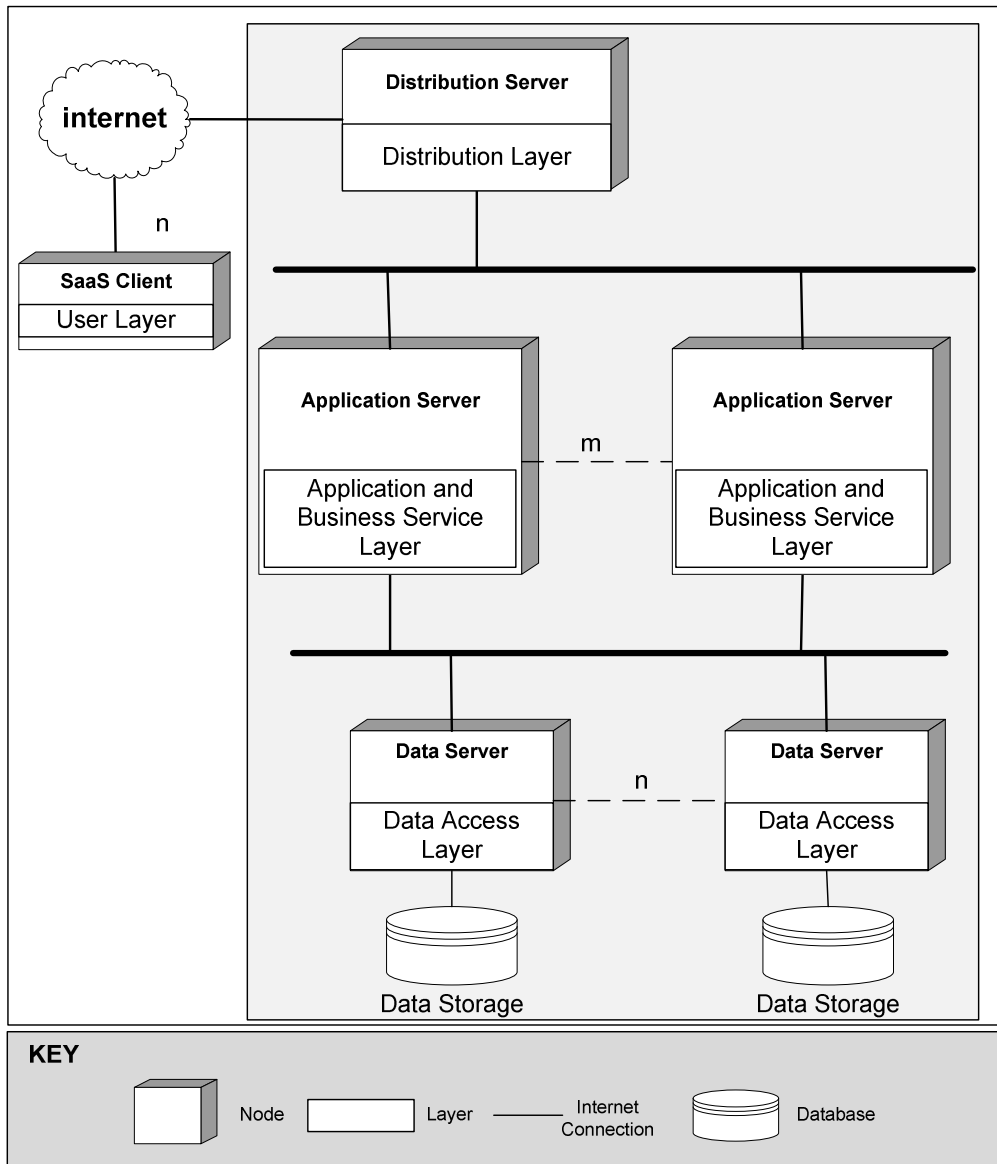 Distribution Server
internet
Distribution Layer
n
SaaS Client
User Layer
Application Server
Application Server
m
Application and
Business Service
Layer
Application and
Business Service
Layer
Data Server
Data Server
n
Data Access
Layer
Data Access
Layer
Data Storage
Data Storage
KEY
Node
Layer
Internet
Connection
Database